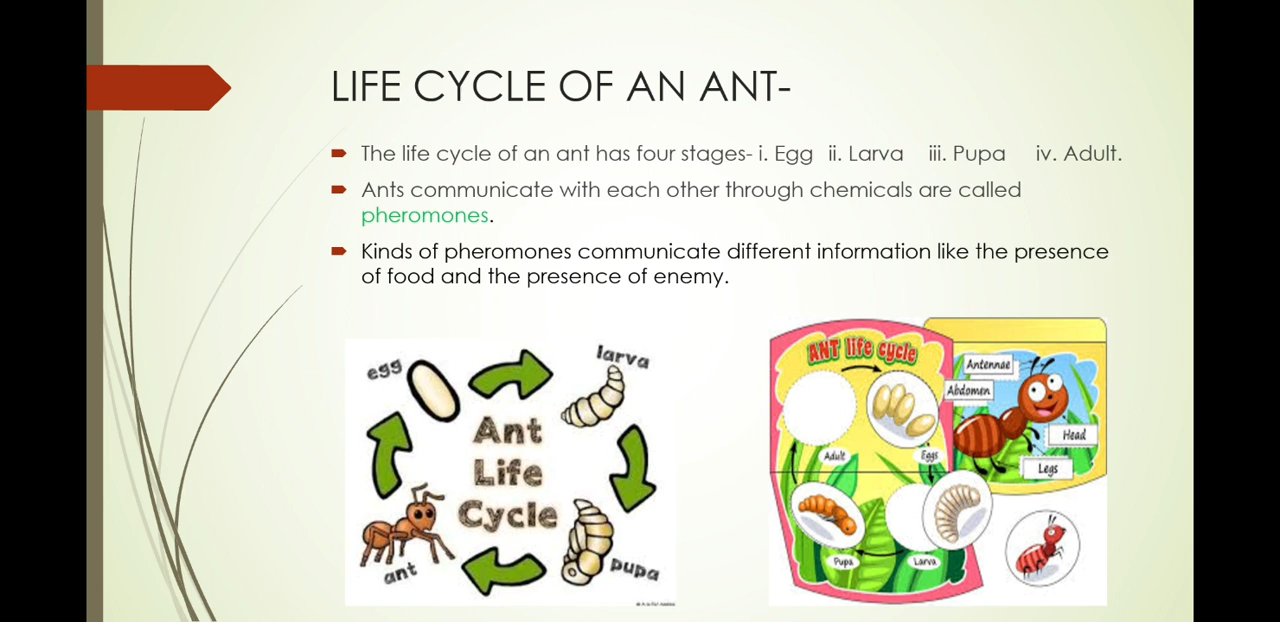 LIFE CYCLE OF AN ANT-
The life cycle of an ant has four stages- i. Egg ii. Larva iii. Pupa iv. Adult.
Ants communicate with each other through chemicals are called
pheromones.
Kinds of pheromones communicate different information like the presence
of food and the presence of enemy.
egg
larva
Ant
Life
Cycle
ant
pupa
ANT life cycle
Antennae
Abdomen
Head
Legs
Adult
Eggs
Pupa
Larva